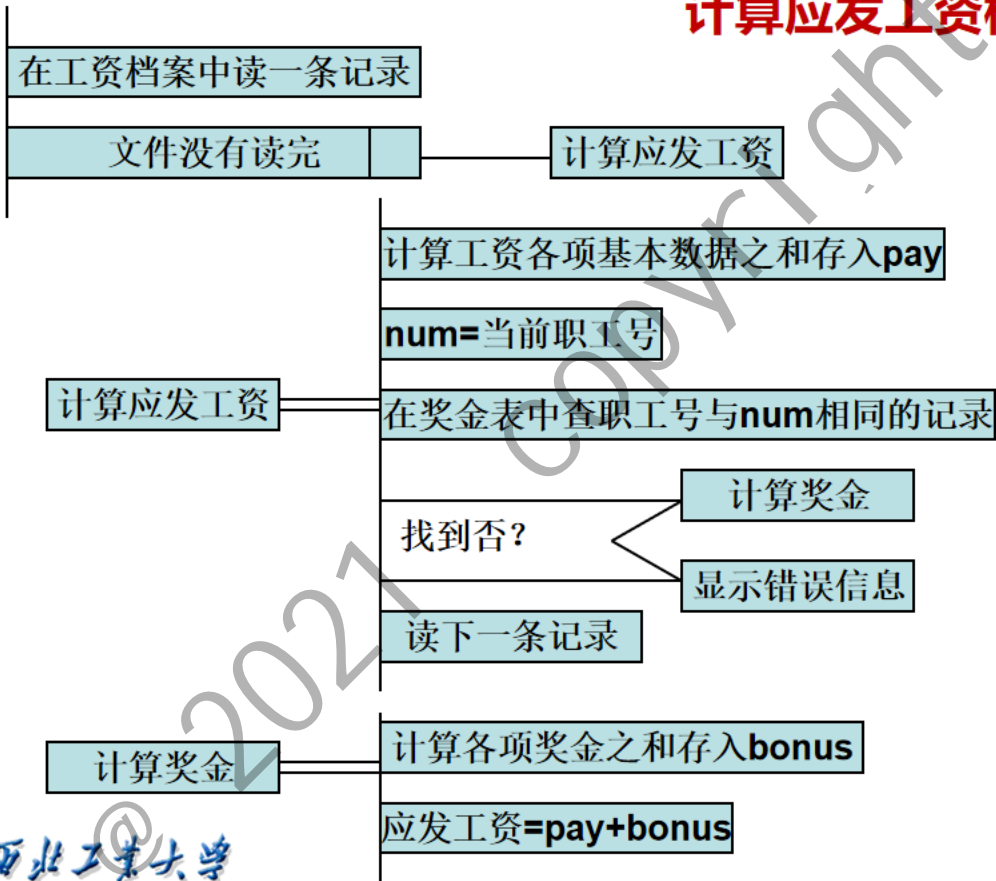 计算应发工资
在工资档案中读一条记录
文件没有读完
计算应发工资
计算工资各项基本数据之和存入pay
num=当前职工号
计算应发工资
在奖金表中查职工号与num相同的记录
计算奖金
找到否？
显示错误信息
读下一条记录
计算各项奖金之和存入bonus
计算奖金
应发工资=pay+bonus
西北工业大学
@ 2021 copyright